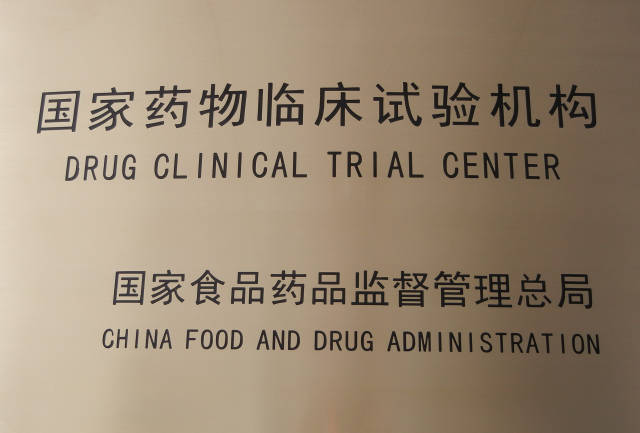 国家药物临床试验机构
DRUG CLINICAL TRIAL CENTER
国家食品药品监督管理总局
CHINA FOOD AND DRUG ADMINISTRATION